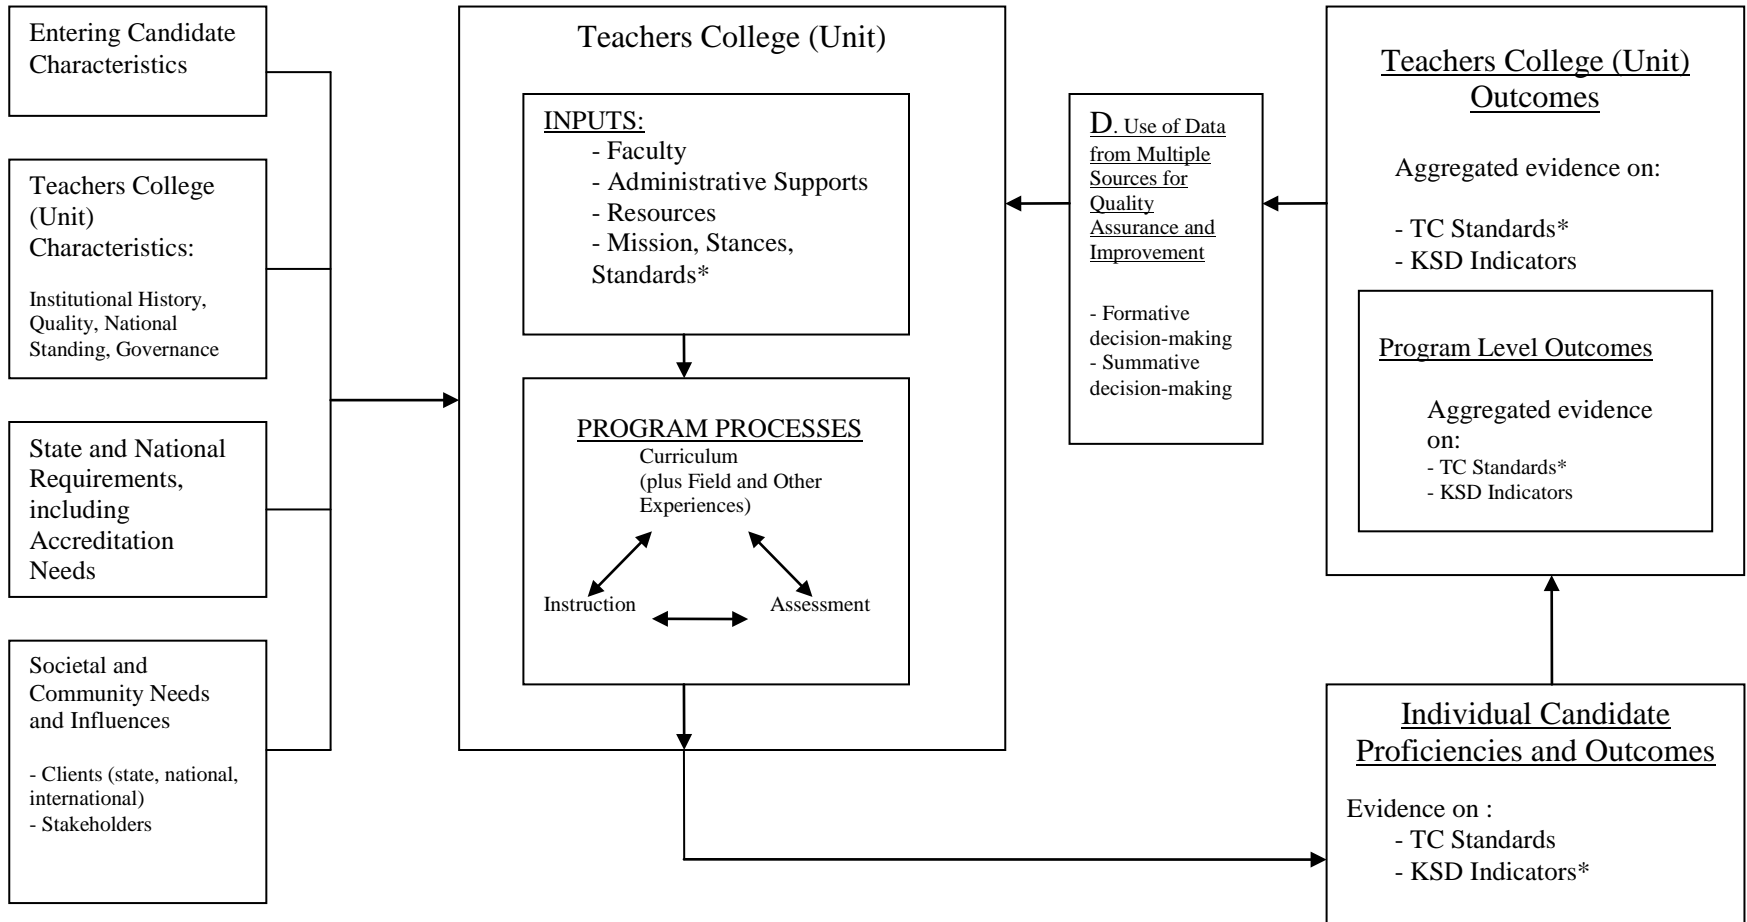 Entering Candidate
Characteristics
Teachers College
(Unit)
Characteristics:
Institutional History,
Quality, National
Standing, Governance
State and National
Requirements,
including
Accreditation
Needs
Societal and
Community Needs
and Influences
- Clients (state, national,
international)
- Stakeholders
Teachers College (Unit)
INPUTS:
- Faculty
- Administrative Supports
- Resources
- Mission, Stances,
Standards*
PROGRAM PROCESSES
Curriculum
(plus Field and Other
Experiences)
Instruction
Assessment
D. Use of Data
from Multiple
Sources for
Quality
Assurance and
Improvement
- Formative
decision-making
- Summative
decision-making
Teachers College (Unit)
Outcomes
Aggregated evidence on:
- TC Standards*
- KSD Indicators
Program Level Outcomes
Aggregated evidence
on:
- TC Standards*
- KSD Indicators
Individual Candidate
Proficiencies and Outcomes
Evidence on :
- TC Standards
- KSD Indicators*